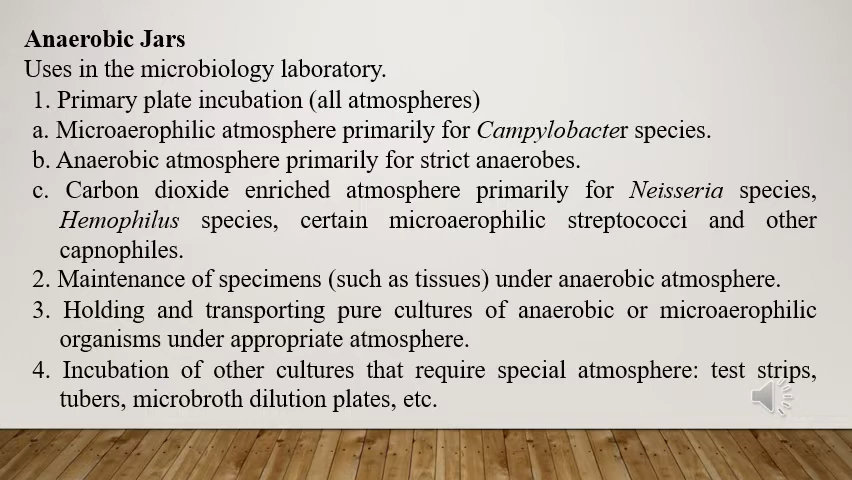 Anaerobic Jars
Uses in the microbiology laboratory.
1. Primary plate incubation (all atmospheres)
a. Microaerophilic atmosphere primarily for Campylobacter species.
b. Anaerobic atmosphere primarily for strict anaerobes.
c. Carbon dioxide enriched atmosphere primarily for Neisseria species,
Hemophilus species, certain microaerophilic streptococci and other
capnophiles.
2. Maintenance of specimens (such as tissues) under anaerobic atmosphere.
3. Holding and transporting pure cultures of anaerobic or microaerophilic
organisms under appropriate atmosphere.
4. Incubation of other cultures that require special atmosphere: test strips,
tubers, microbroth dilution plates, etc.